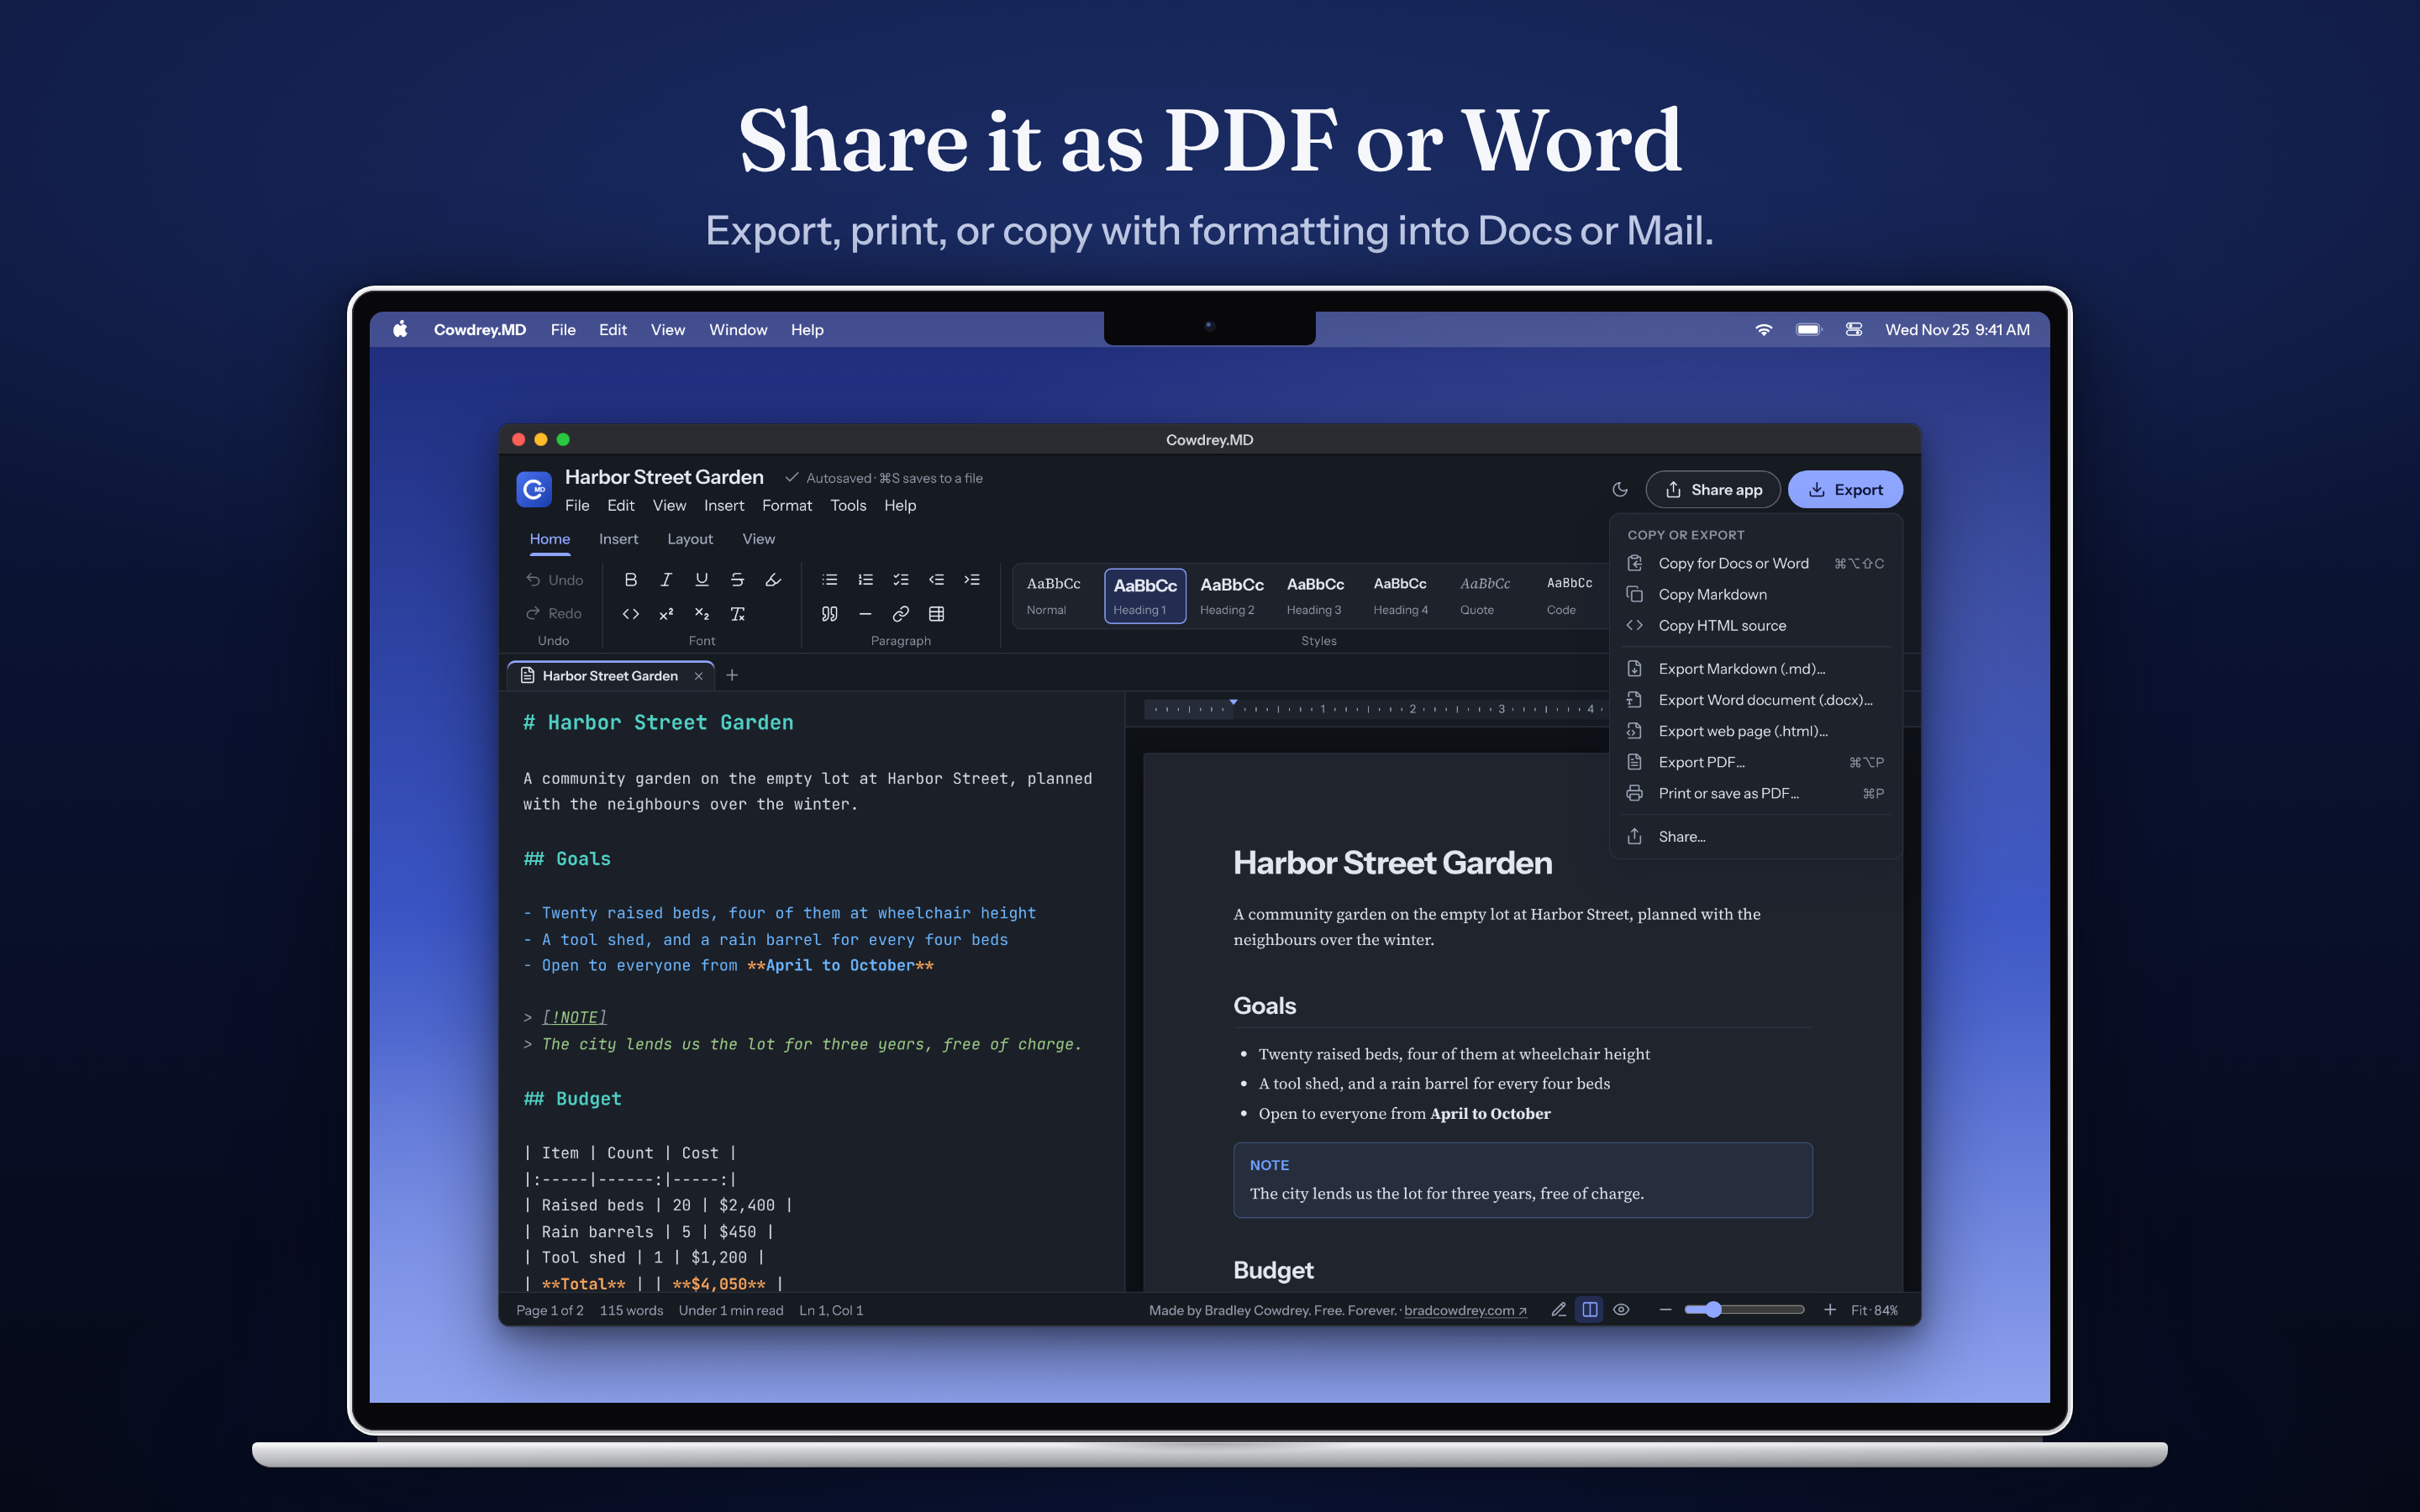 Share it as PDF or Word
Export, print, or copy with formatting into Docs or Mail.
Cowdrey.MD File Edit View Window Help
Wed Nov 25 9:41 AM
Cowdrey.MD
MD
Harbor Street Garden
Autosaved · ⌘S saves to a file
File Edit View Insert Format Tools Help
Share app
Export
Home Insert Layout View
Undo
Redo
Undo
Font
Paragraph
AaBbCc AaBbCc AaBbCc AaBbCc AaBbCc AaBbCc AaBbCc
Normal Heading 1 Heading 2 Heading 3 Heading 4 Quote Code
Styles
COPY OR EXPORT
Copy for Docs or Word ⌘⌥⇧C
Copy Markdown
Copy HTML source
Export Markdown (.md)...
Export Word document (.docx)...
Export web page (.html)...
Export PDF... ⌘⌥P
Print or save as PDF... ⌘P
Share...
Harbor Street Garden
# Harbor Street Garden
A community garden on the empty lot at Harbor Street, planned
with the neighbours over the winter.
## Goals
- Twenty raised beds, four of them at wheelchair height
- A tool shed, and a rain barrel for every four beds
- Open to everyone from **April to October**
> [!NOTE]
> The city lends us the lot for three years, free of charge.
## Budget
| Item | Count | Cost |
|:-----|------:|-----:|
| Raised beds | 20 | $2,400 |
| Rain barrels | 5 | $450 |
| Tool shed | 1 | $1,200 |
| **Total** | | **$4,050** |
1 2 3 4
Harbor Street Garden
A community garden on the empty lot at Harbor Street, planned with the
neighbours over the winter.
Goals
• Twenty raised beds, four of them at wheelchair height
• A tool shed, and a rain barrel for every four beds
• Open to everyone from April to October
NOTE
The city lends us the lot for three years, free of charge.
Budget
Page 1 of 2 115 words Under 1 min read Ln 1, Col 1
Made by Bradley Cowdrey. Free. Forever. · bradcowdrey.com ↗
Fit · 84%